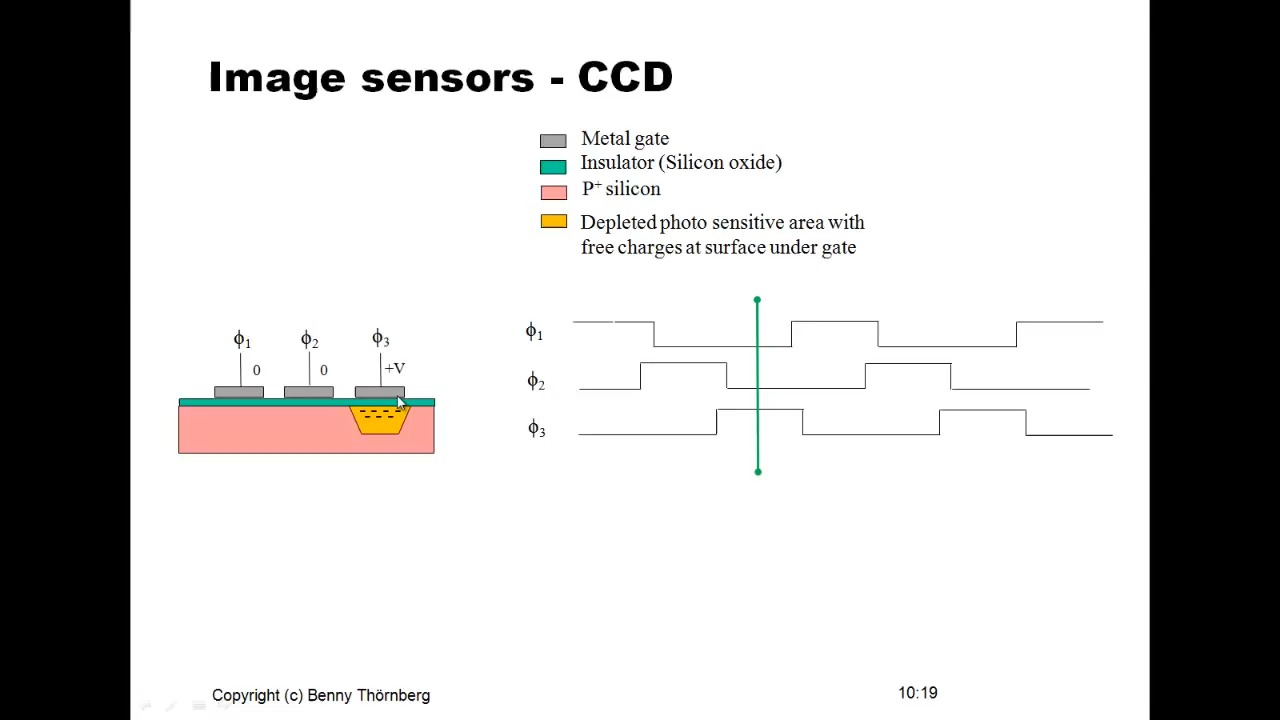 Image sensors - CCD
Metal gate
Insulator (Silicon oxide)
P+ silicon
Depleted photo sensitive area with
free charges at surface under gate
ϕ1 ϕ2 ϕ3
0 0 +V
ϕ1
ϕ2
ϕ3
Copyright (c) Benny Thörnberg
10:19